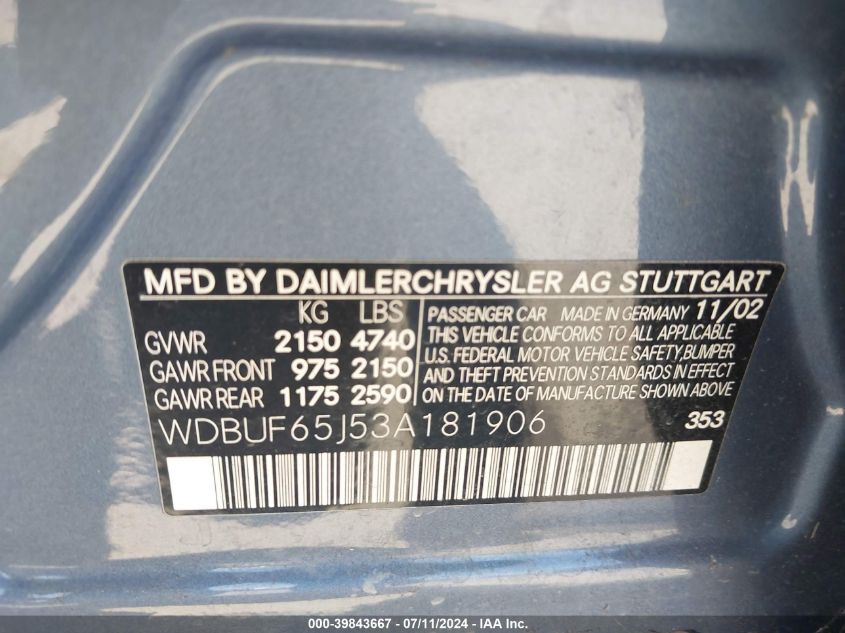 MFD BY DAIMLERCHRYSLER AG STUTTGART
KG LBS
GVWR 2150 4740
GAWR FRONT 975 2150
GAWR REAR 1175 2590
PASSENGER CAR MADE IN GERMANY 11/02
THIS VEHICLE CONFORMS TO ALL APPLICABLE
U.S. FEDERAL MOTOR VEHICLE SAFETY,BUMPER
AND THEFT PREVENTION STANDARDS IN EFFECT
ON THE DATE OF MANUFACTURE SHOWN ABOVE
WDBUF65J53A181906 353
000-39843667 / 07/11/2024 - IAA Inc.